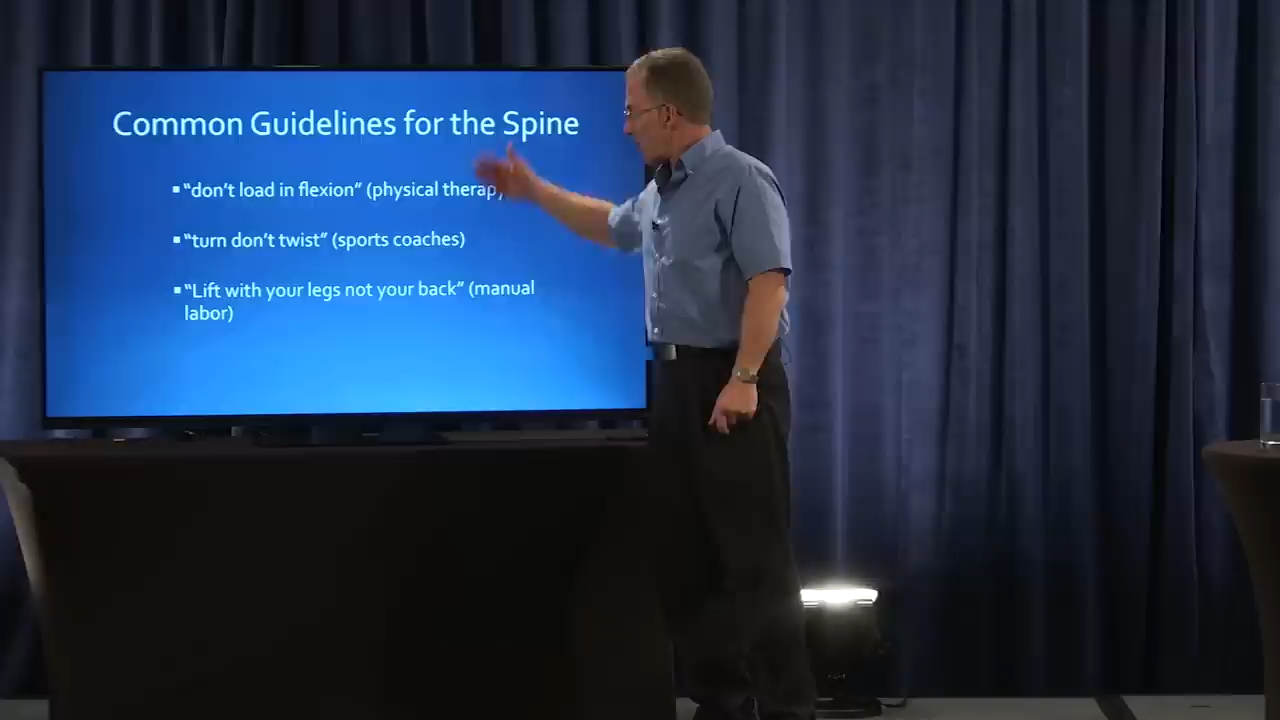 Common Guidelines for the Spine
▪ “don’t load in flexion” (physical therapy)
▪ “turn don’t twist” (sports coaches)
▪ “Lift with your legs not your back” (manual
labor)